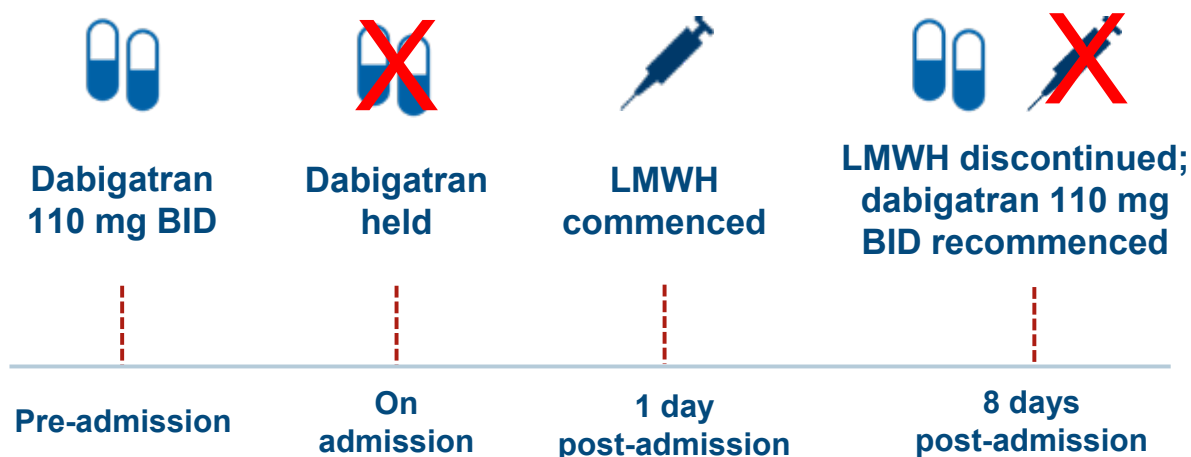 Dabigatran
110 mg BID
Dabigatran
held
LMWH
commenced
LMWH discontinued;
dabigatran 110 mg
BID recommenced
Pre-admission
On
admission
1 day
post-admission
8 days
post-admission